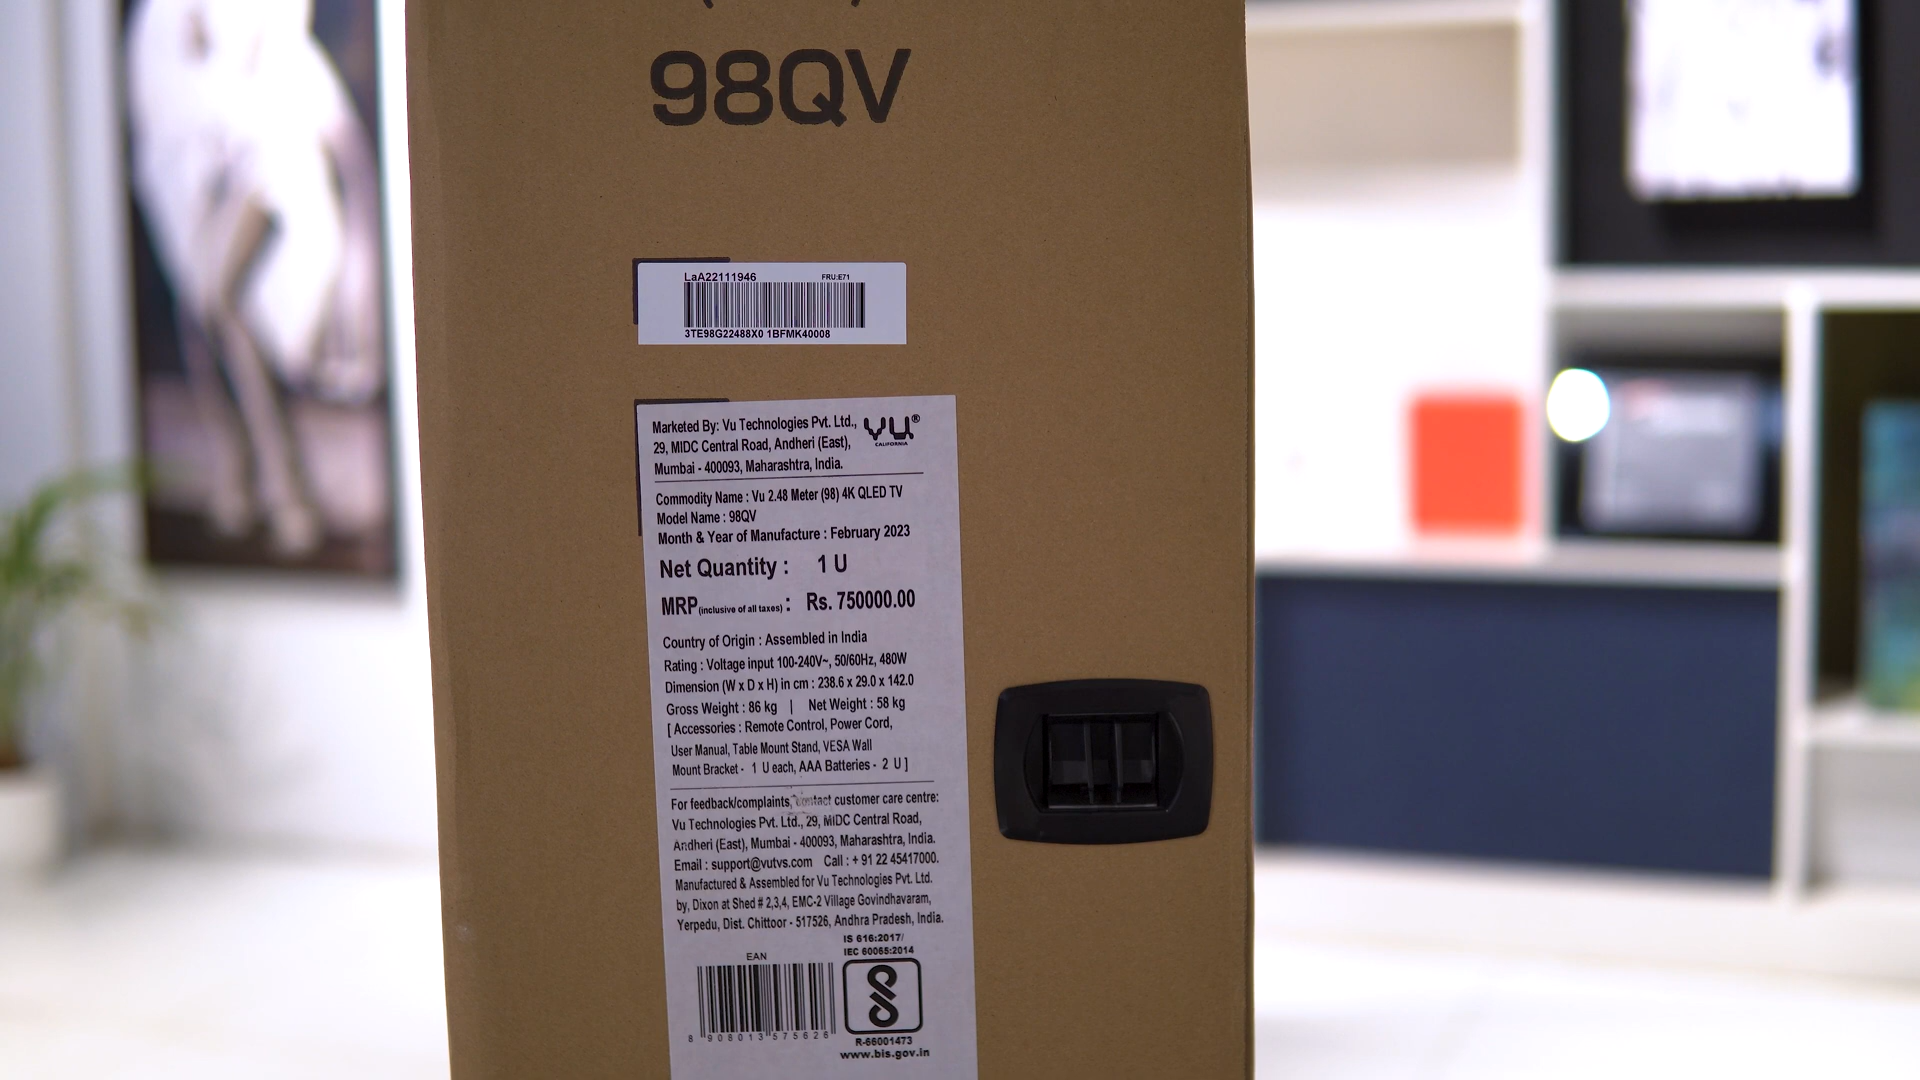 98QV
LaA22111946 FRU:E71
3TE98G22488X0 1BFMK40008
Marketed By: Vu Technologies Pvt. Ltd.,
29, MIDC Central Road, Andheri (East),
Mumbai - 400093, Maharashtra, India.
VU®
CALIFORNIA
Commodity Name : Vu 2.48 Meter (98) 4K QLED TV
Model Name : 98QV
Month & Year of Manufacture : February 2023
Net Quantity : 1 U
MRP(inclusive of all taxes) : Rs. 750000.00
Country of Origin : Assembled in India
Rating : Voltage input 100-240V~, 50/60Hz, 480W
Dimension (W x D x H) in cm : 238.6 x 29.0 x 142.0
Gross Weight : 86 kg | Net Weight : 58 kg
[ Accessories : Remote Control, Power Cord,
User Manual, Table Mount Stand, VESA Wall
Mount Bracket - 1 U each, AAA Batteries - 2 U ]
For feedback/complaints, contact customer care centre:
Vu Technologies Pvt. Ltd., 29, MIDC Central Road,
Andheri (East), Mumbai - 400093, Maharashtra, India.
Email : support@vutvs.com Call : + 91 22 45417000.
Manufactured & Assembled for Vu Technologies Pvt. Ltd.
by, Dixon at Shed # 2,3,4, EMC-2 Village Govindhavaram,
Yerpedu, Dist. Chittoor - 517526, Andhra Pradesh, India.
IS 616:2017/
IEC 60065:2014
EAN
8 908013 575626
R-66001473
www.bis.gov.in